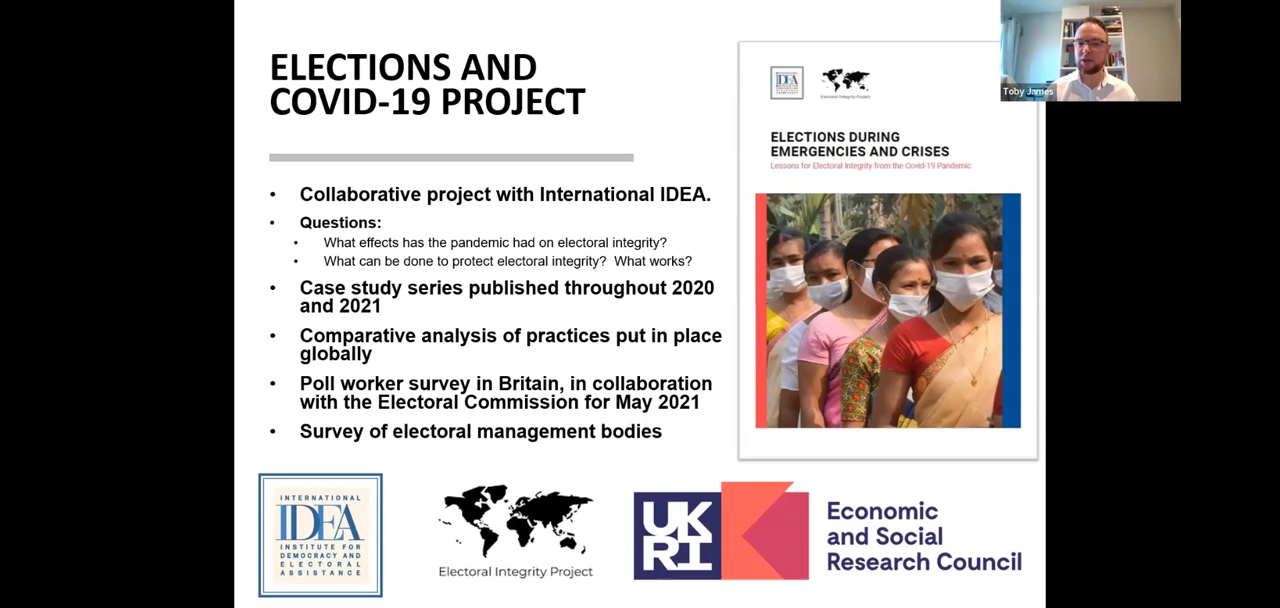 ELECTIONS AND
COVID-19 PROJECT
• Collaborative project with International IDEA.
• Questions:
• What effects has the pandemic had on electoral integrity?
• What can be done to protect electoral integrity? What works?
• Case study series published throughout 2020
and 2021
• Comparative analysis of practices put in place
globally
• Poll worker survey in Britain, in collaboration
with the Electoral Commission for May 2021
• Survey of electoral management bodies
INTERNATIONAL
IDEA
Electoral Integrity Project
ELECTIONS DURING
EMERGENCIES AND CRISES
Lessons for Electoral Integrity from the Covid-19 Pandemic
Toby James
INTERNATIONAL
IDEA
INSTITUTE FOR
DEMOCRACY AND
ELECTORAL
ASSISTANCE
Electoral Integrity Project
UK
RI
Economic
and Social
Research Council